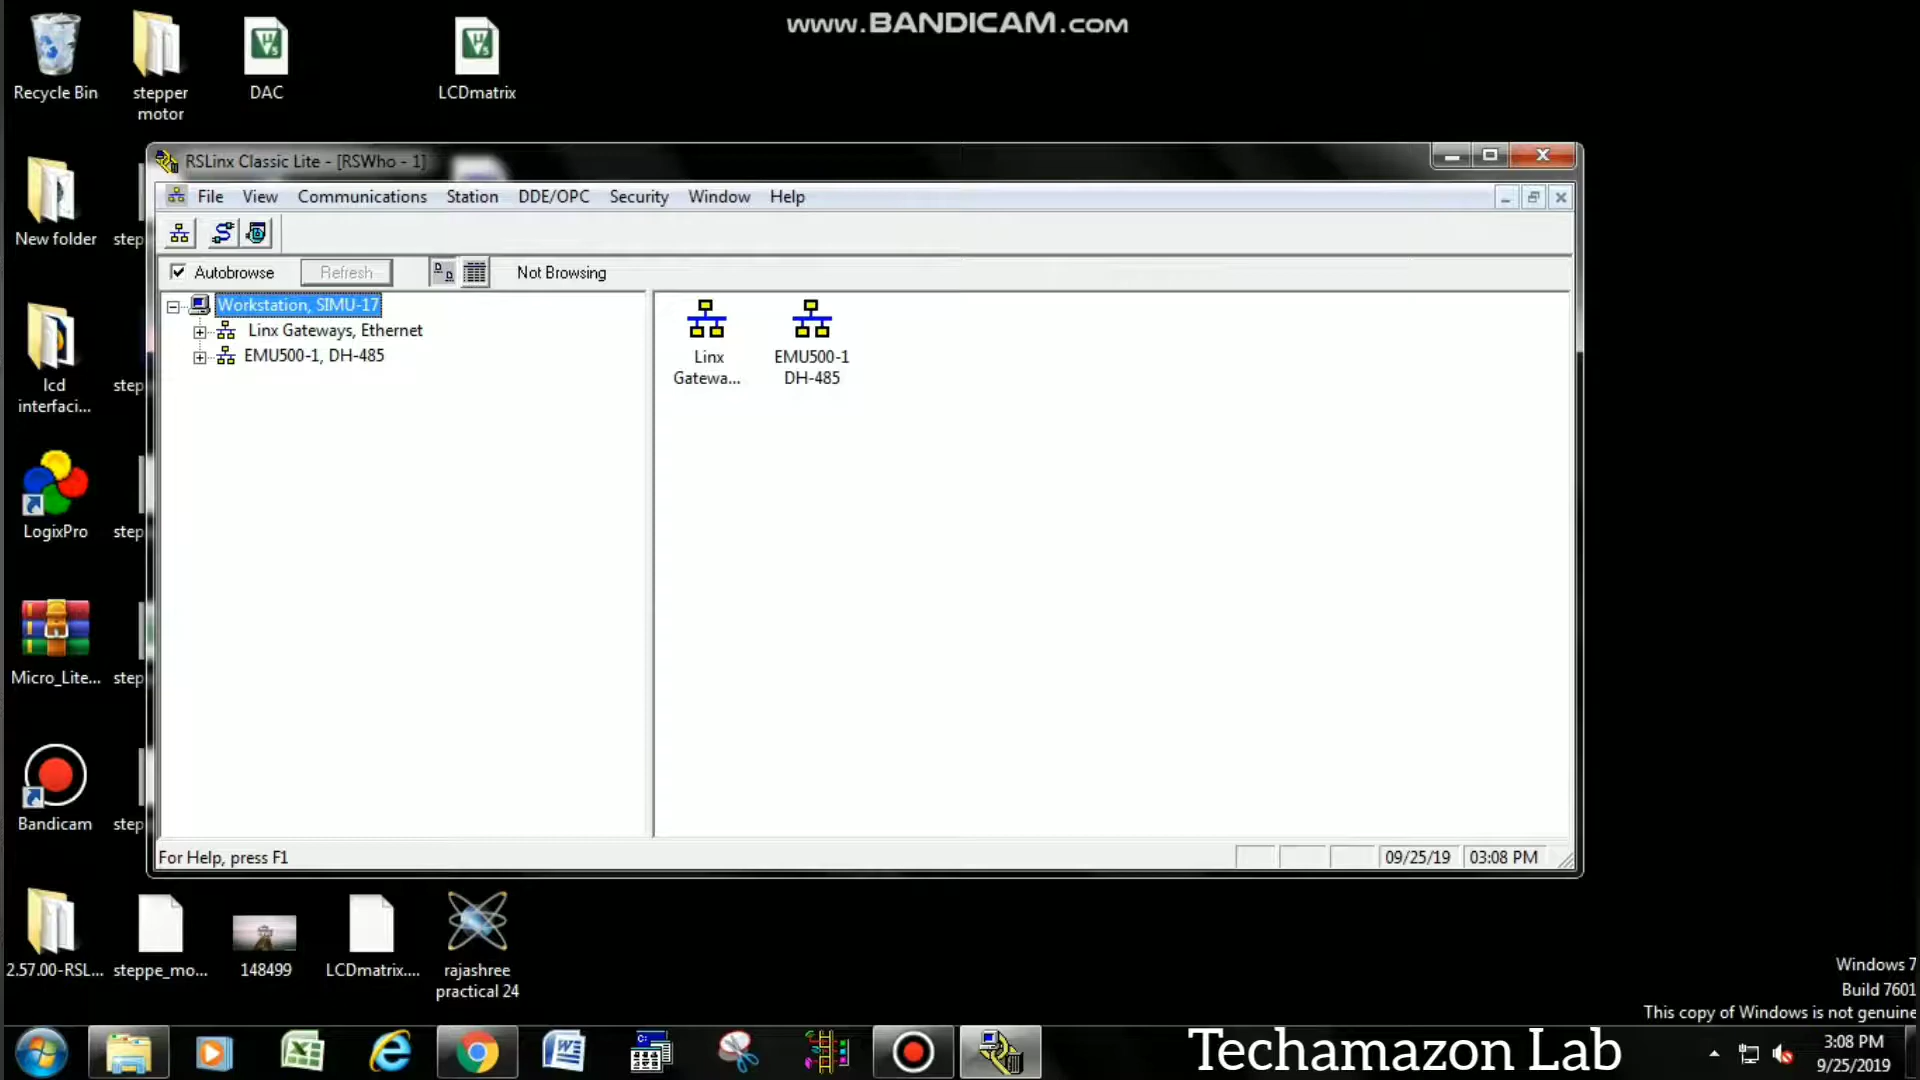 www.BANDICAM.com
Recycle Bin
stepper
motor
DAC
LCDmatrix
RSLinx Classic Lite - [RSWho - 1]
File View Communications Station DDE/OPC Security Window Help
Autobrowse
Refresh
Not Browsing
Workstation, SIMU-17
Linx Gateways, Ethernet
EMU500-1, DH-485
Linx
Gatewa...
EMU500-1
DH-485
New folder
step
lcd
interfaci...
step
LogixPro
step
Micro_Lite...
step
Bandicam
step
For Help, press F1
09/25/19
03:08 PM
2.57.00-RSL...
steppe_mo...
148499
LCDmatrix....
rajashree
practical 24
Windows 7
Build 7601
This copy of Windows is not genuine
Techamazon Lab
3:08 PM
9/25/2019